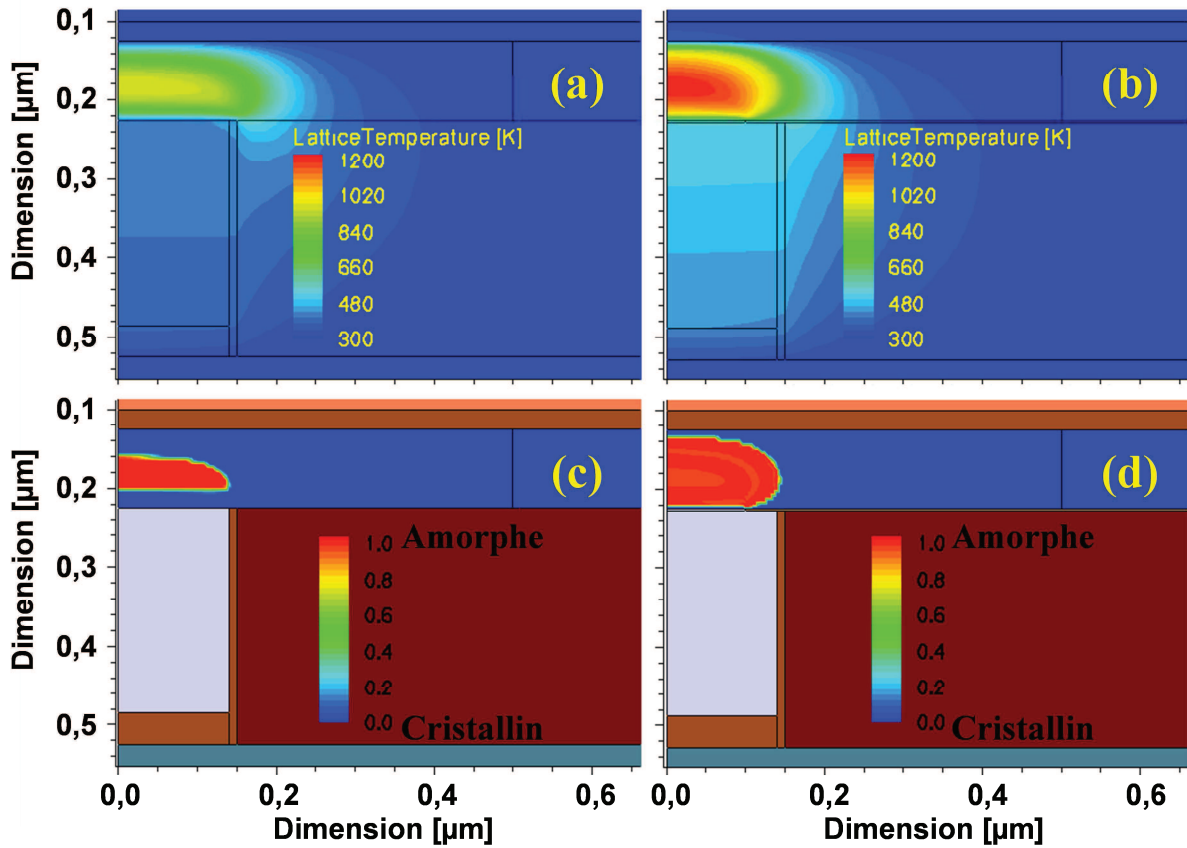 0,1
0,2
0,3
0,4
0,5
Dimension [µm]
(a)
LatticeTemperature [K]
1200
1020
840
660
480
300
(b)
LatticeTemperature [K]
1200
1020
840
660
480
300
0,1
0,2
0,3
0,4
0,5
Dimension [µm]
(c)
1.0 Amorphe
0.8
0.6
0.4
0.2
0.0 Cristallin
(d)
1.0 Amorphe
0.8
0.6
0.4
0.2
0.0 Cristallin
0,0 0,2 0,4 0,6
Dimension [µm]
0,0 0,2 0,4 0,6
Dimension [µm]